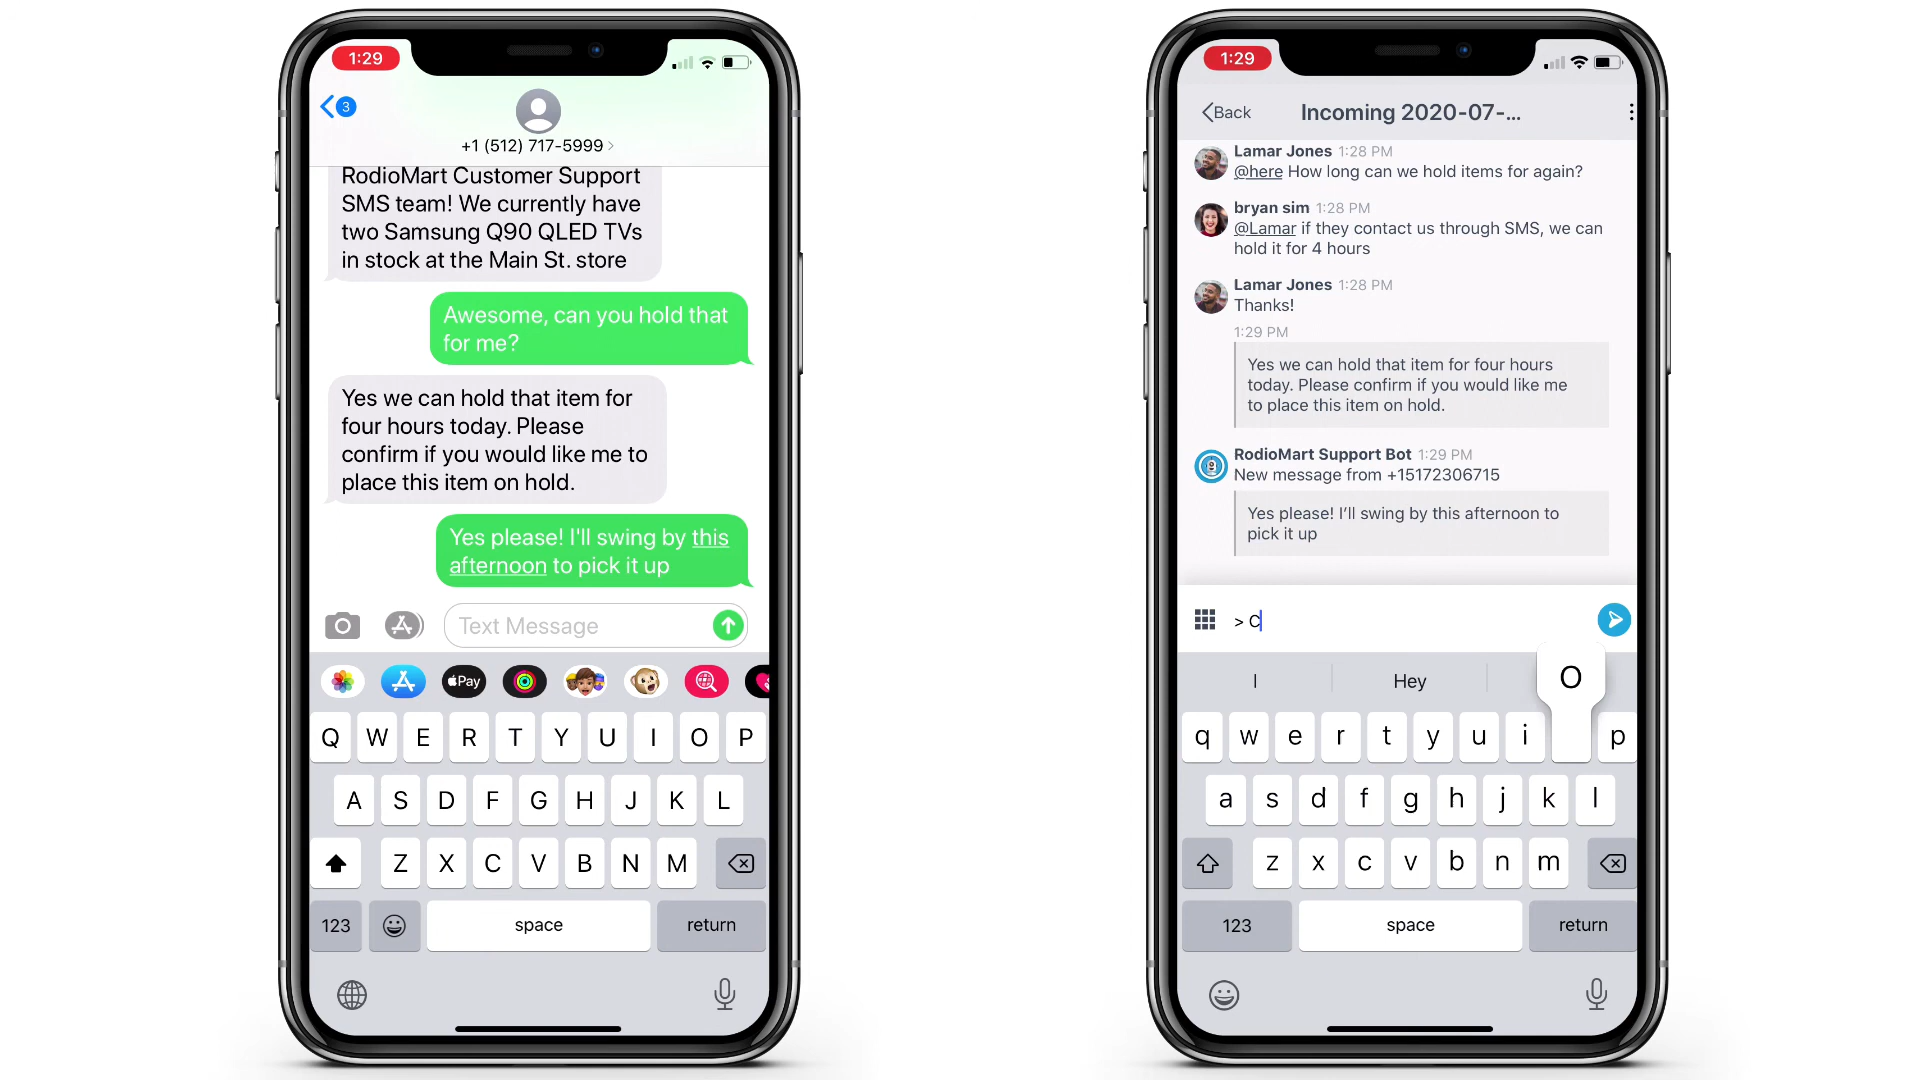 1:29
3
+1 (512) 717-5999
RodioMart Customer Support
SMS team! We currently have
two Samsung Q90 QLED TVs
in stock at the Main St. store
Awesome, can you hold that
for me?
Yes we can hold that item for
four hours today. Please
confirm if you would like me to
place this item on hold.
Yes please! I'll swing by this
afternoon to pick it up
Text Message
Pay
Q W E R T Y U I O P
A S D F G H J K L
Z X C V B N M
123 space return
1:29
Back Incoming 2020-07-...
Lamar Jones 1:28 PM
@here How long can we hold items for again?
bryan sim 1:28 PM
@Lamar if they contact us through SMS, we can
hold it for 4 hours
Lamar Jones 1:28 PM
Thanks!
1:29 PM
Yes we can hold that item for four hours
today. Please confirm if you would like me
to place this item on hold.
RodioMart Support Bot 1:29 PM
New message from +15172306715
Yes please! I'll swing by this afternoon to
pick it up
> C
I Hey
O
q w e r t y u i p
a s d f g h j k l
z x c v b n m
123 space return